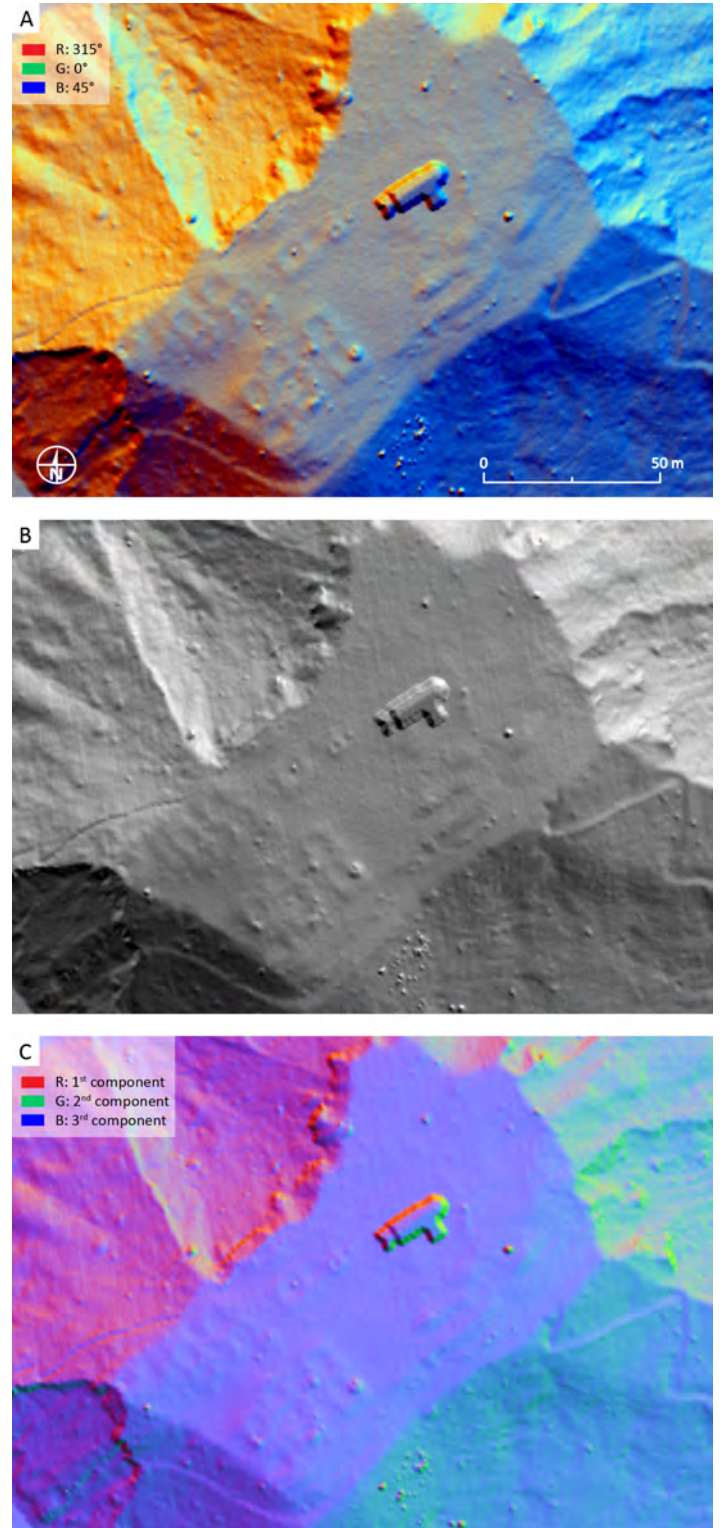 A
R: 315°
G: 0°
B: 45°
N
0 50 m
B
C
R: 1st component
G: 2nd component
B: 3rd component